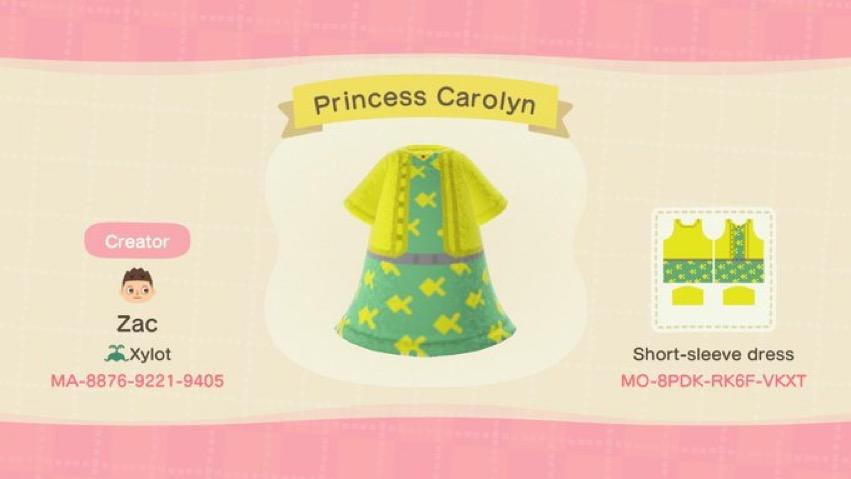 Princess Carolyn
Creator
Zac
Xylot
MA-8876-9221-9405
Short-sleeve dress
MO-8PDK-RK6F-VKXT